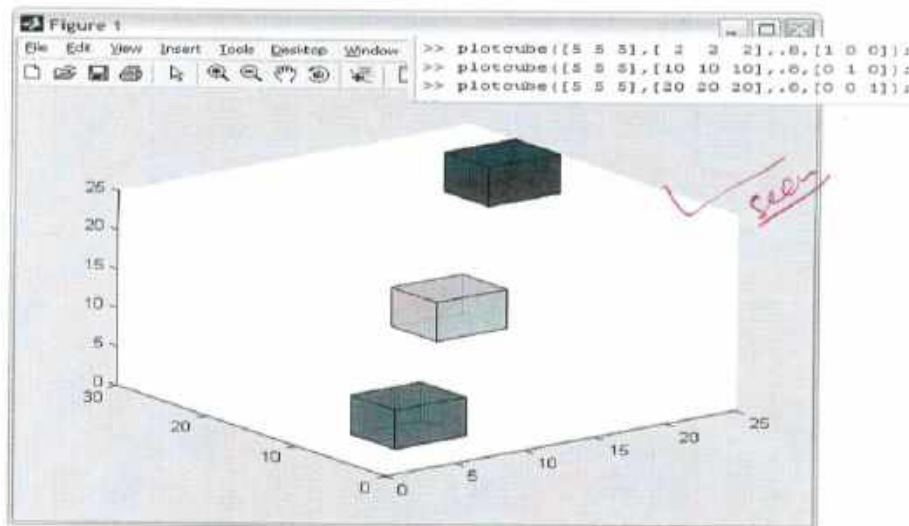 Figure 1
File Edit View Insert Tools Desktop Window
>> plotcube([5 5 5],[ 2 2 2],.8,[1 0 0]);
>> plotcube([5 5 5],[10 10 10],.8,[0 1 0]);
>> plotcube([5 5 5],[20 20 20],.8,[0 0 1]);
seen
25
20
15
10
5
0
30
20
10
0
0
5
10
15
20
25